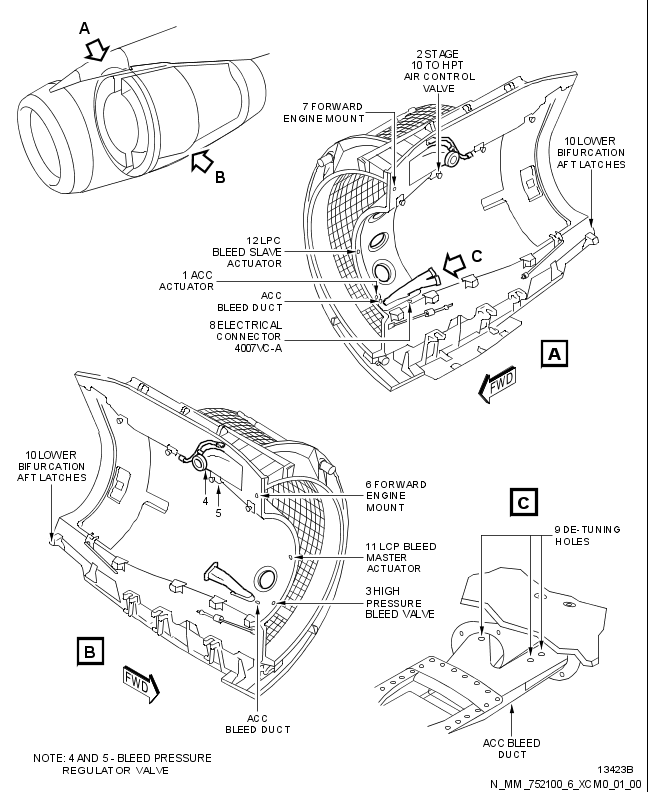 A
B
2 STAGE
10 TO HPT
AIR CONTROL
VALVE
7 FORWARD
ENGINE MOUNT
10 LOWER
BIFURCATION
AFT LATCHES
12 LPC
BLEED SLAVE
ACTUATOR
C
1 ACC
ACTUATOR
ACC
BLEED DUCT
8 ELECTRICAL
CONNECTOR
4007VC-A
A
FWD
10 LOWER
BIFURCATION
AFT LATCHES
4
5
6 FORWARD
ENGINE
MOUNT
11 LCP BLEED
MASTER
ACTUATOR
3 HIGH
PRESSURE
BLEED VALVE
B
FWD
ACC
BLEED DUCT
C
9 DE-TUNING
HOLES
ACC BLEED
DUCT
NOTE: 4 AND 5 - BLEED PRESSURE
REGULATOR VALVE
13423B
N_MM_752100_6_XCM0_01_00